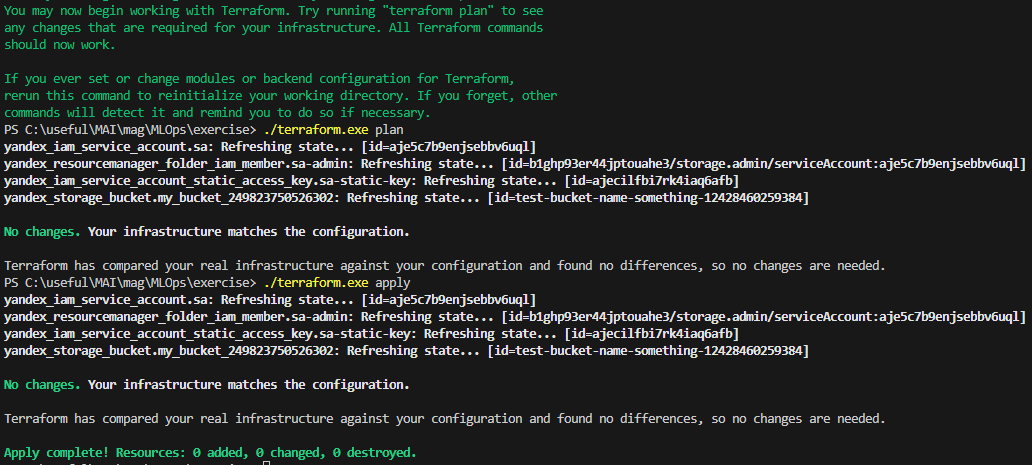 You may now begin working with Terraform. Try running "terraform plan" to see
any changes that are required for your infrastructure. All Terraform commands
should now work.
If you ever set or change modules or backend configuration for Terraform,
rerun this command to reinitialize your working directory. If you forget, other
commands will detect it and remind you to do so if necessary.
PS C:\useful\MAI\mag\MLOps\exercise> ./terraform.exe plan
yandex_iam_service_account.sa: Refreshing state... [id=aje5c7b9enjsebbv6uql]
yandex_resourcemanager_folder_iam_member.sa-admin: Refreshing state... [id=b1ghp93er44jptouahe3/storage.admin/serviceAccount:aje5c7b9enjsebbv6uql]
yandex_iam_service_account_static_access_key.sa-static-key: Refreshing state... [id=ajecilfbi7rk4iaq6afb]
yandex_storage_bucket.my_bucket_249823750526302: Refreshing state... [id=test-bucket-name-something-12428460259384]
No changes. Your infrastructure matches the configuration.
Terraform has compared your real infrastructure against your configuration and found no differences, so no changes are needed.
PS C:\useful\MAI\mag\MLOps\exercise> ./terraform.exe apply
yandex_iam_service_account.sa: Refreshing state... [id=aje5c7b9enjsebbv6uql]
yandex_resourcemanager_folder_iam_member.sa-admin: Refreshing state... [id=b1ghp93er44jptouahe3/storage.admin/serviceAccount:aje5c7b9enjsebbv6uql]
yandex_iam_service_account_static_access_key.sa-static-key: Refreshing state... [id=ajecilfbi7rk4iaq6afb]
yandex_storage_bucket.my_bucket_249823750526302: Refreshing state... [id=test-bucket-name-something-12428460259384]
No changes. Your infrastructure matches the configuration.
Terraform has compared your real infrastructure against your configuration and found no differences, so no changes are needed.
Apply complete! Resources: 0 added, 0 changed, 0 destroyed.